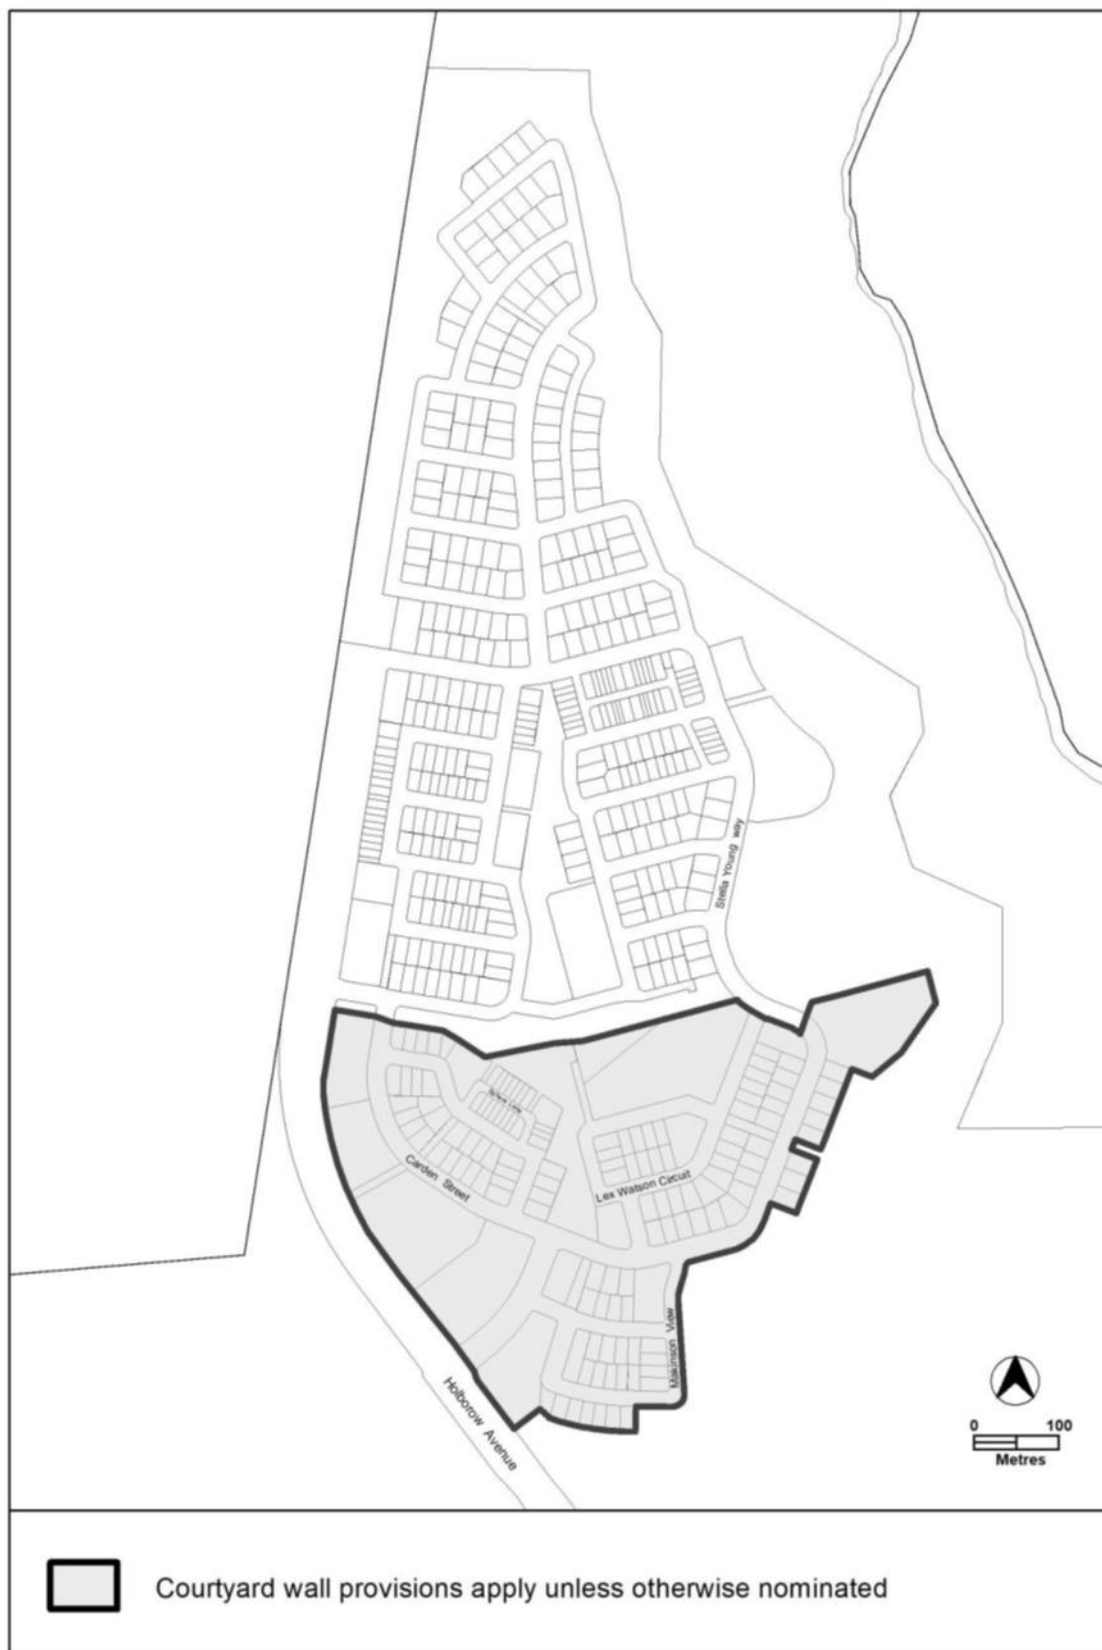 Stella Young way
Carden Street
Lex Watson Circuit
Makinson View
Holborow Avenue
0 100
Metres
Courtyard wall provisions apply unless otherwise nominated